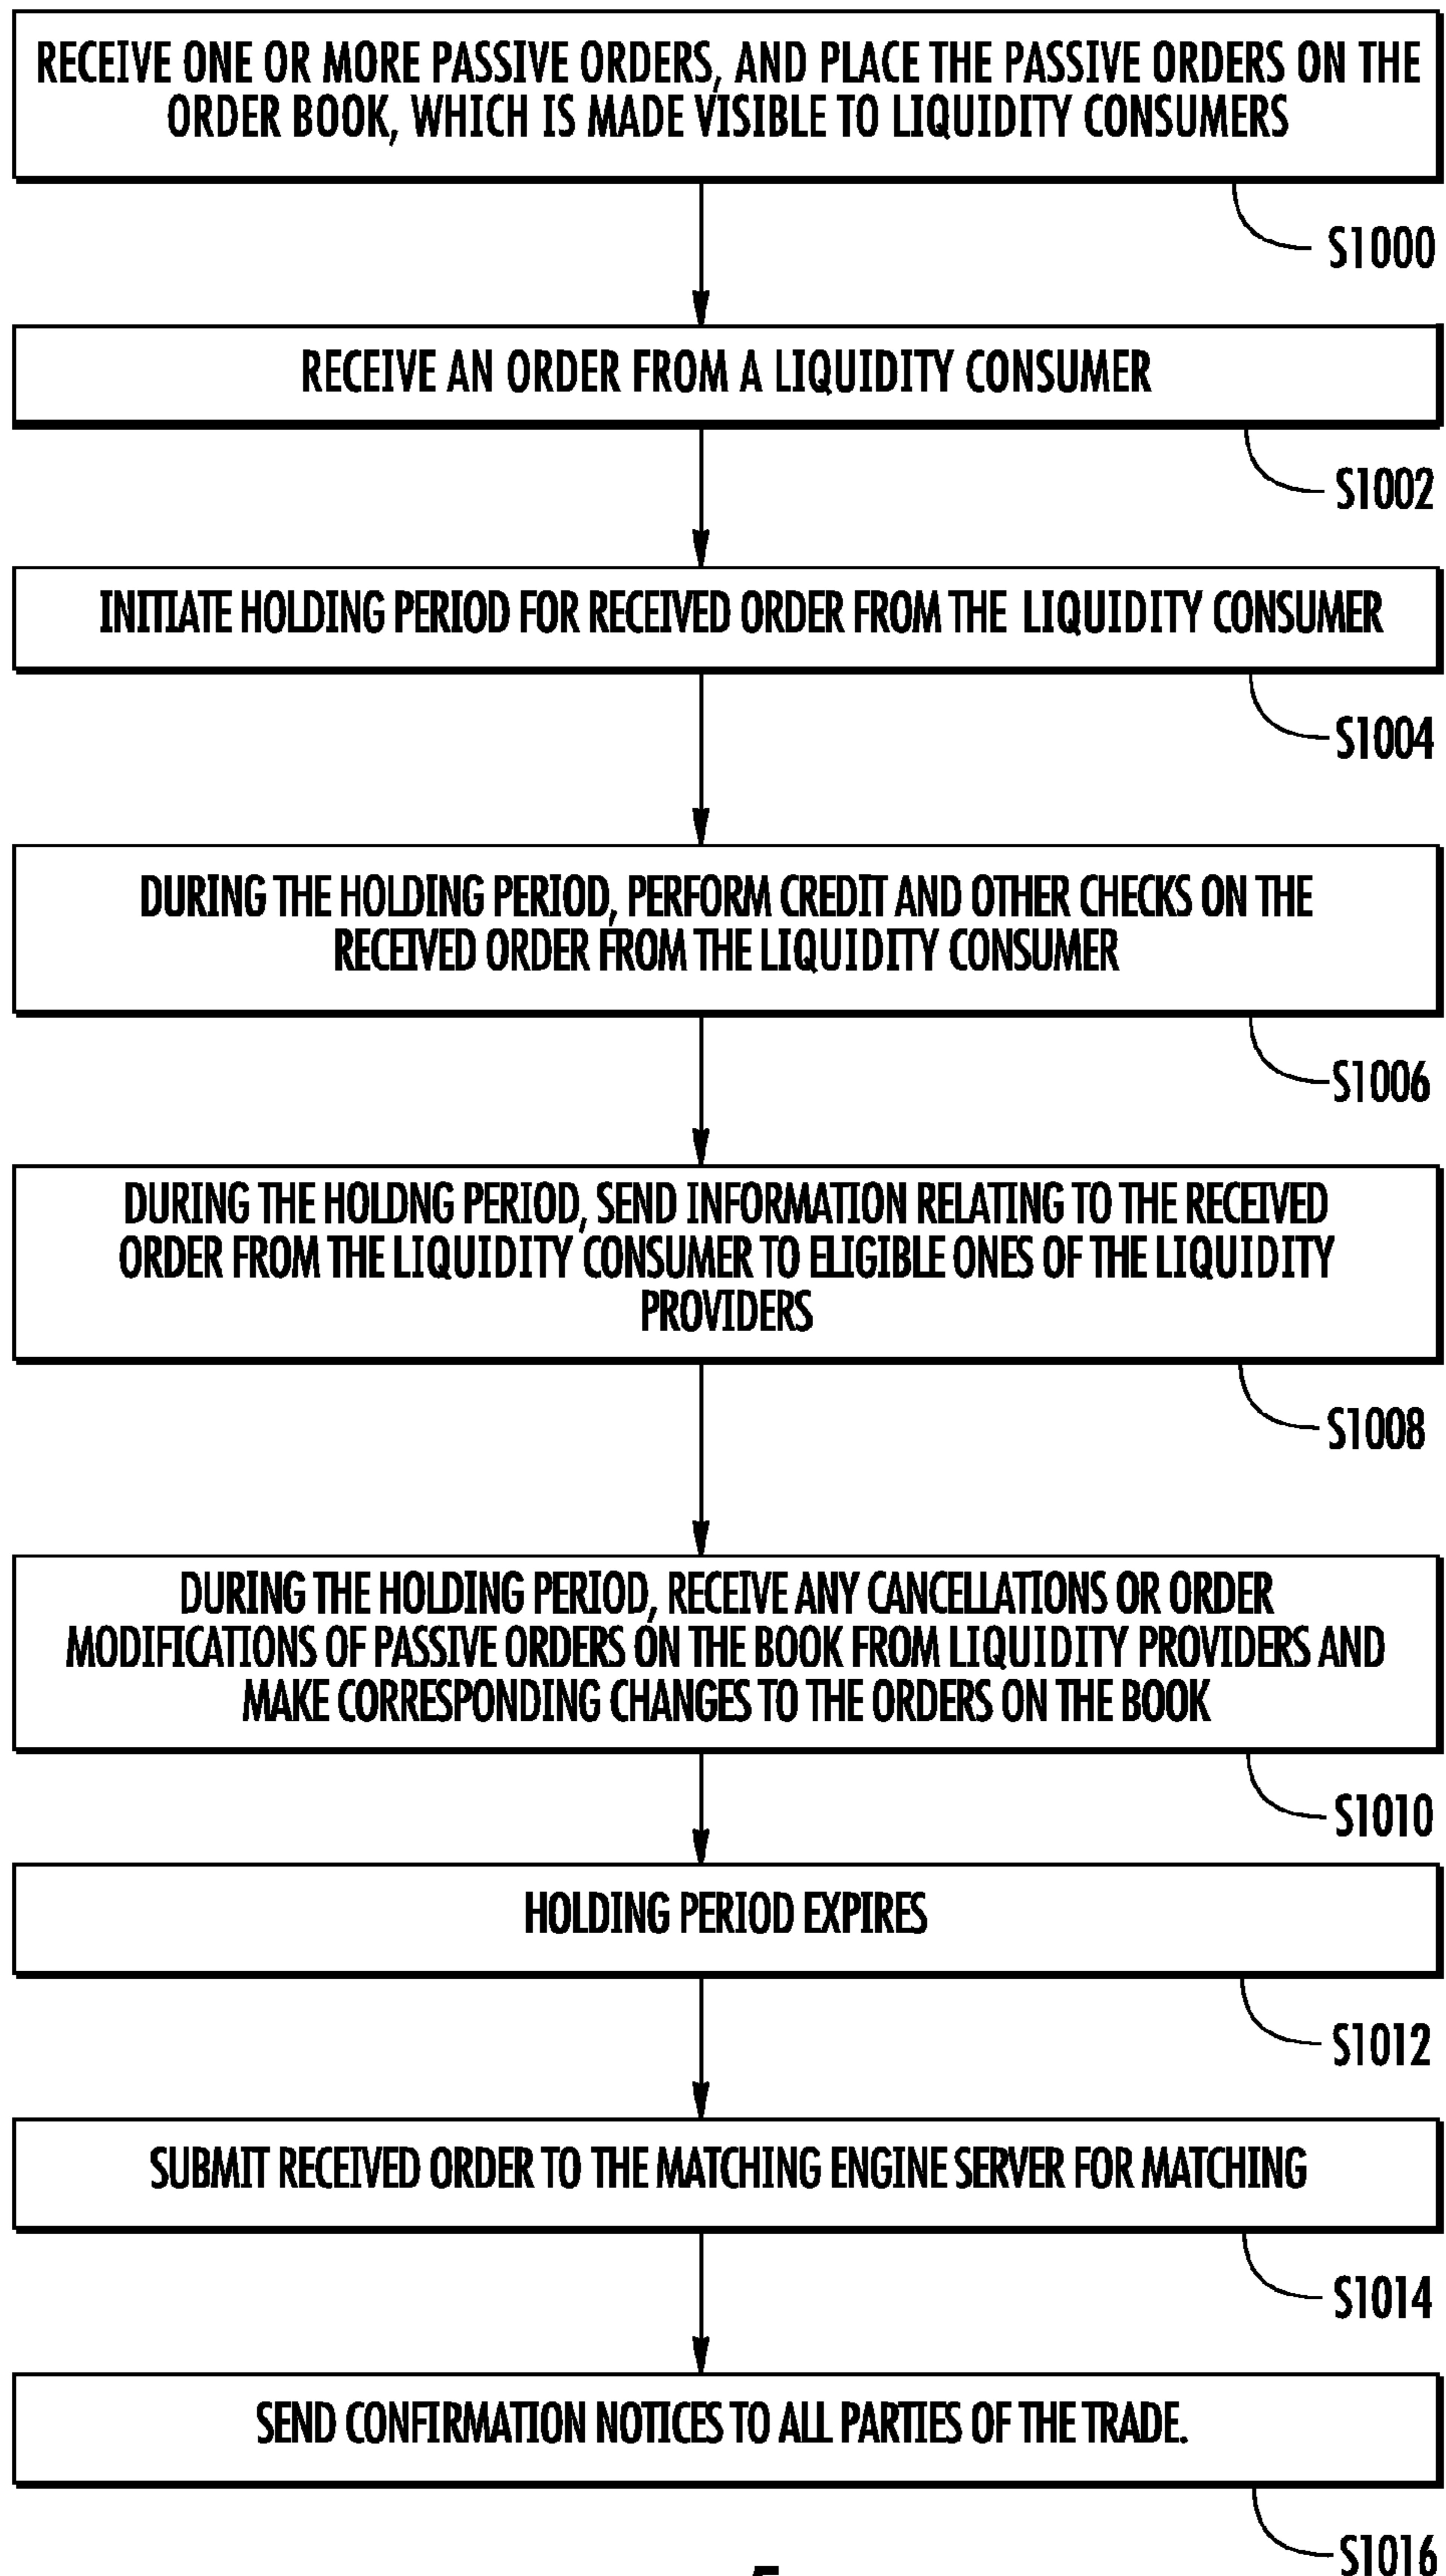 RECEIVE ONE OR MORE PASSIVE ORDERS, AND PLACE THE PASSIVE ORDERS ON THE
ORDER BOOK, WHICH IS MADE VISIBLE TO LIQUIDITY CONSUMERS
S1000
RECEIVE AN ORDER FROM A LIQUIDITY CONSUMER
S1002
INITIATE HOLDING PERIOD FOR RECEIVED ORDER FROM THE LIQUIDITY CONSUMER
S1004
DURING THE HOLDING PERIOD, PERFORM CREDIT AND OTHER CHECKS ON THE
RECEIVED ORDER FROM THE LIQUIDITY CONSUMER
S1006
DURING THE HOLDNG PERIOD, SEND INFORMATION RELATING TO THE RECEIVED
ORDER FROM THE LIQUIDITY CONSUMER TO ELIGIBLE ONES OF THE LIQUIDITY
PROVIDERS
S1008
DURING THE HOLDING PERIOD, RECEIVE ANY CANCELLATIONS OR ORDER
MODIFICATIONS OF PASSIVE ORDERS ON THE BOOK FROM LIQUIDITY PROVIDERS AND
MAKE CORRESPONDING CHANGES TO THE ORDERS ON THE BOOK
S1010
HOLDING PERIOD EXPIRES
S1012
SUBMIT RECEIVED ORDER TO THE MATCHING ENGINE SERVER FOR MATCHING
S1014
SEND CONFIRMATION NOTICES TO ALL PARTIES OF THE TRADE.
S1016